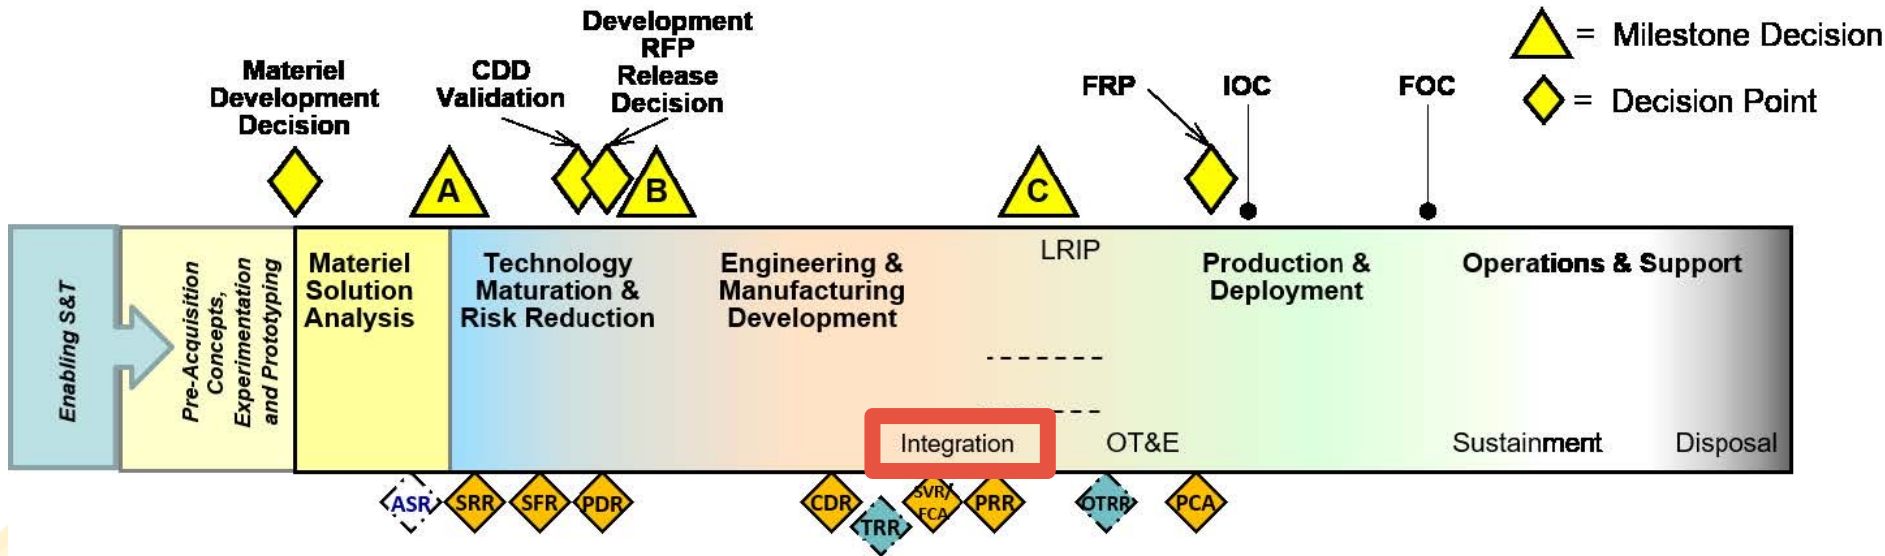 Development
RFP
Release
Decision
Materiel
Development
Decision
CDD
Validation
FRP
IOC
FOC
= Milestone Decision
= Decision Point
A
B
C
Enabling S&T
Pre-Acquisition
Concepts,
Experimentation
and Prototyping
Materiel
Solution
Analysis
Technology
Maturation &
Risk Reduction
Engineering &
Manufacturing
Development
LRIP
Production &
Deployment
Operations & Support
Integration
OT&E
Sustainment
Disposal
ASR
SRR
SFR
PDR
CDR
TRR
SVR/
FCA
PRR
OTRR
PCA